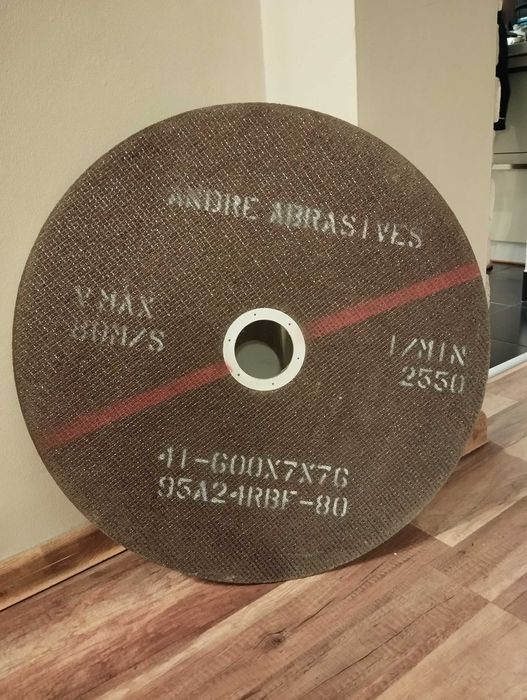 ANDRE ABRASIVES
V MAX
80M/S
1/MIN
2550
41-600X7X76
95A24RBF-80